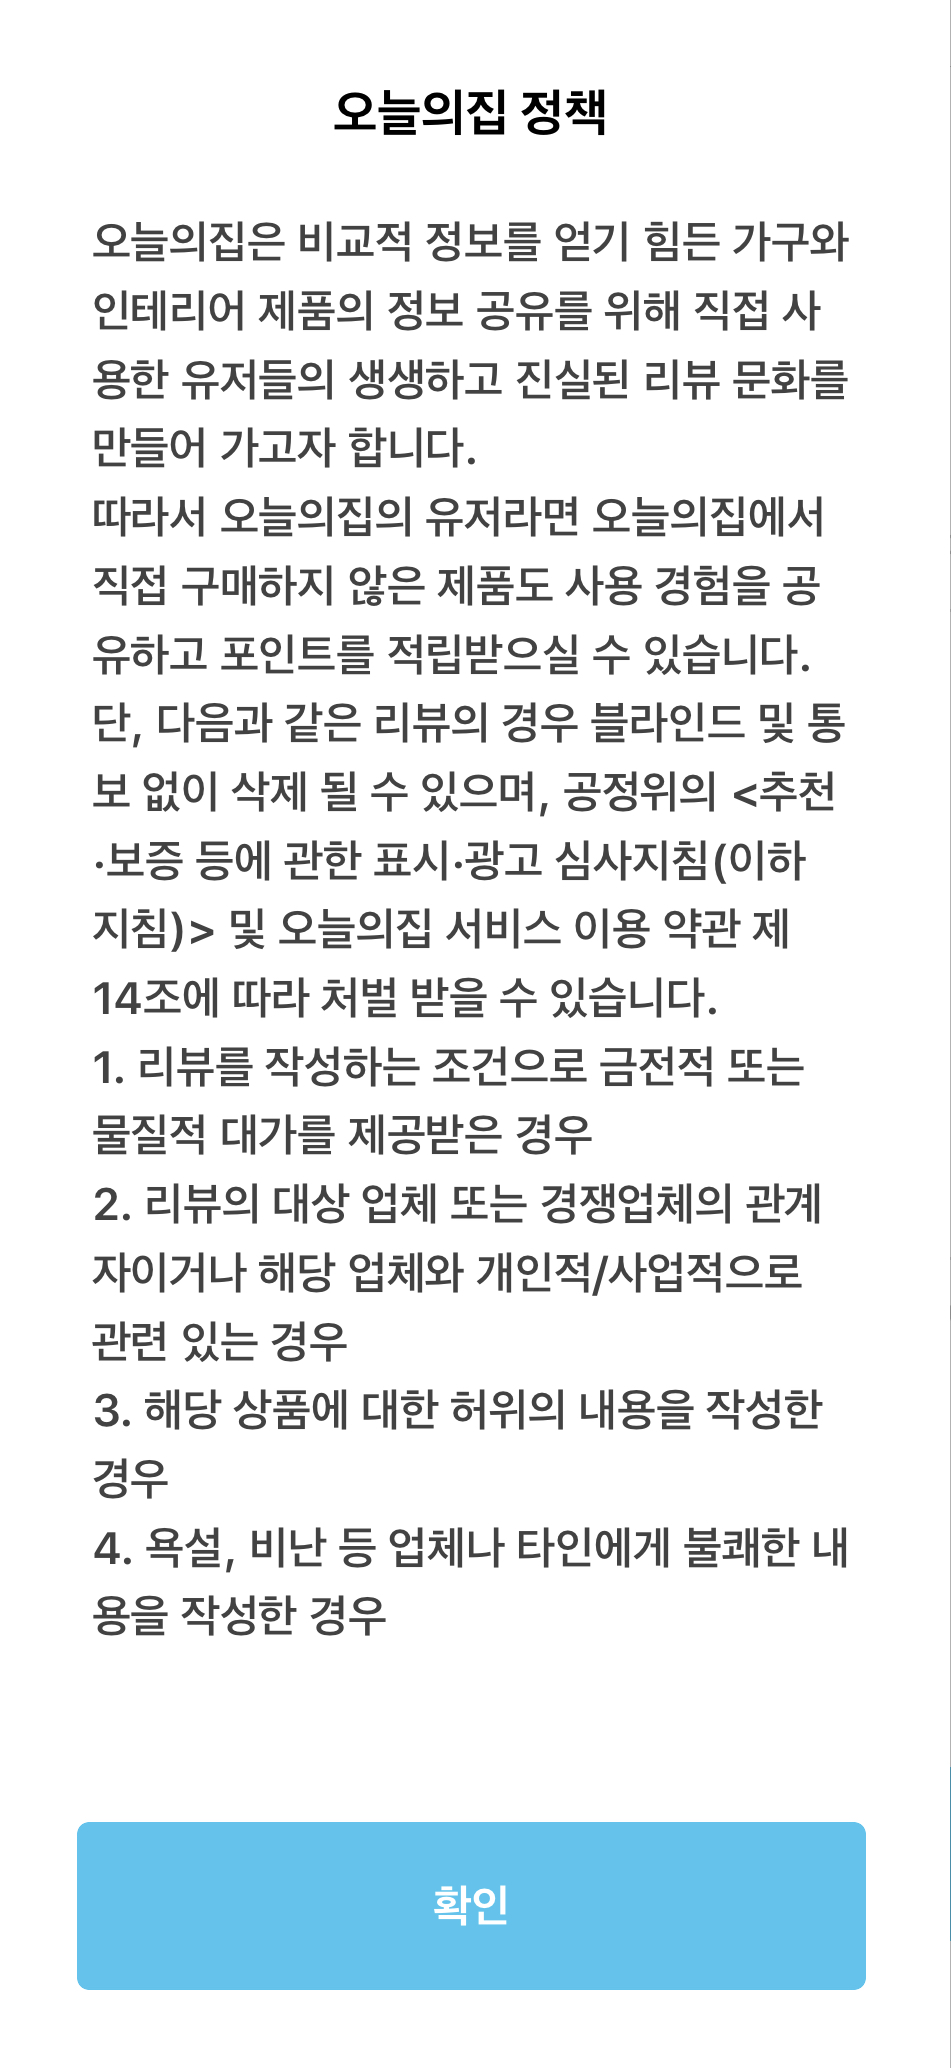 오늘의집 정책
오늘의집은 비교적 정보를 얻기 힘든 가구와
인테리어 제품의 정보 공유를 위해 직접 사
용한 유저들의 생생하고 진실된 리뷰 문화를
만들어 가고자 합니다.
따라서 오늘의집의 유저라면 오늘의집에서
직접 구매하지 않은 제품도 사용 경험을 공
유하고 포인트를 적립받으실 수 있습니다.
단, 다음과 같은 리뷰의 경우 블라인드 및 통
보 없이 삭제 될 수 있으며, 공정위의 <추천
·보증 등에 관한 표시·광고 심사지침(이하
지침)> 및 오늘의집 서비스 이용 약관 제
14조에 따라 처벌 받을 수 있습니다.
1. 리뷰를 작성하는 조건으로 금전적 또는
물질적 대가를 제공받은 경우
2. 리뷰의 대상 업체 또는 경쟁업체의 관계
자이거나 해당 업체와 개인적/사업적으로
관련 있는 경우
3. 해당 상품에 대한 허위의 내용을 작성한
경우
4. 욕설, 비난 등 업체나 타인에게 불쾌한 내
용을 작성한 경우
확인